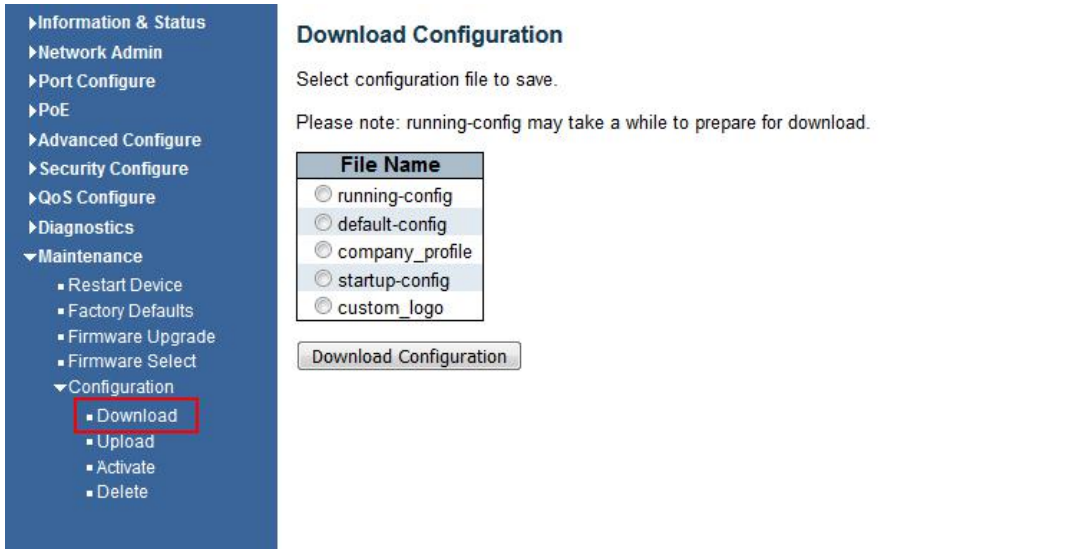 Information & Status
Network Admin
Port Configure
PoE
Advanced Configure
Security Configure
QoS Configure
Diagnostics
Maintenance
Restart Device
Factory Defaults
Firmware Upgrade
Firmware Select
Configuration
Download
Upload
Activate
Delete
Download Configuration
Select configuration file to save.
Please note: running-config may take a while to prepare for download.
File Name
running-config
default-config
company_profile
startup-config
custom_logo
Download Configuration